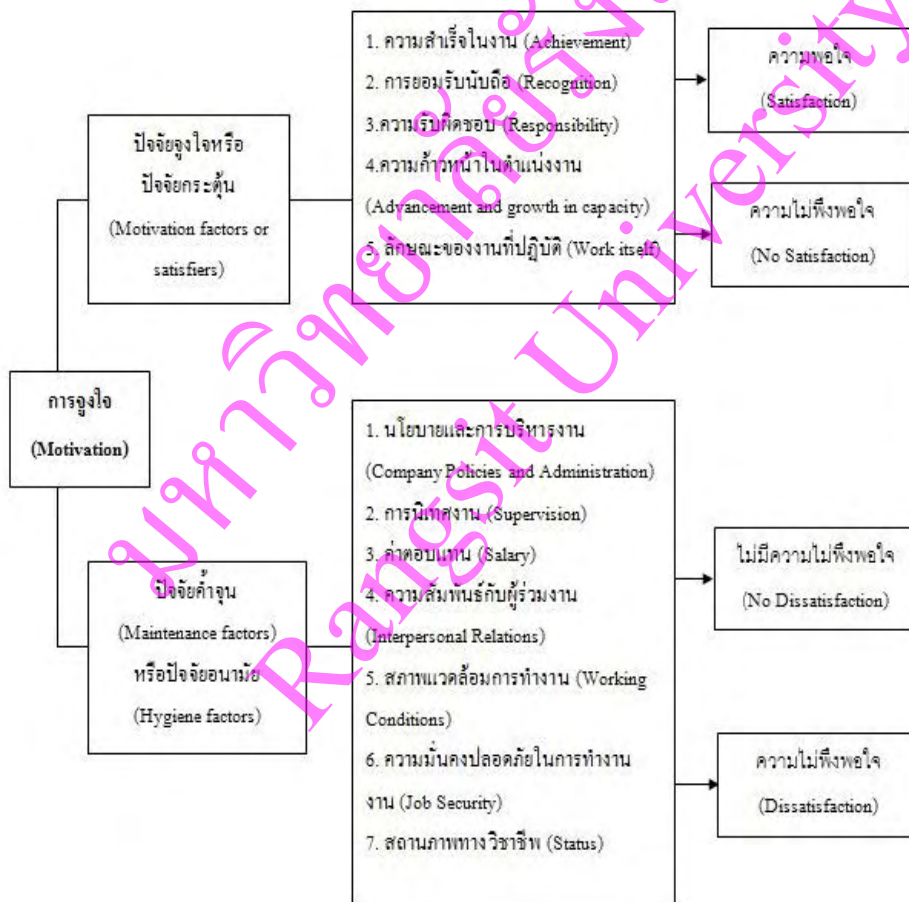 1. ความสำเร็จในงาน (Achievement)
2. การยอมรับนับถือ (Recognition)
3.ความรับผิดชอบ (Responsibility)
4.ความก้าวหน้าในตำแหน่งงาน
(Advancement and growth in capacity)
5. ลักษณะของงานที่ปฏิบัติ (Work itself)
ความพอใจ
(Satisfaction)
ปัจจัยจูงใจหรือ
ปัจจัยกระตุ้น
(Motivation factors or
satisfiers)
ความไม่พึงพอใจ
(No Satisfaction)
การจูงใจ
(Motivation)
1. นโยบายและการบริหารงาน
(Company Policies and Administration)
2. การนิเทศงาน (Supervision)
3. ค่าตอบแทน (Salary)
4. ความสัมพันธ์กับผู้ร่วมงาน
(Interpersonal Relations)
5. สภาพแวดล้อมการทำงาน (Working
Conditions)
6. ความมั่นคงปลอดภัยในการทำงาน
งาน (Job Security)
7. สถานภาพทางวิชาชีพ (Status)
ปัจจัยค้ำจุน
(Maintenance factors)
หรือปัจจัยอนามัย
(Hygiene factors)
ไม่มีความไม่พึงพอใจ
(No Dissatisfaction)
ความไม่พึงพอใจ
(Dissatisfaction)
Rangsit University